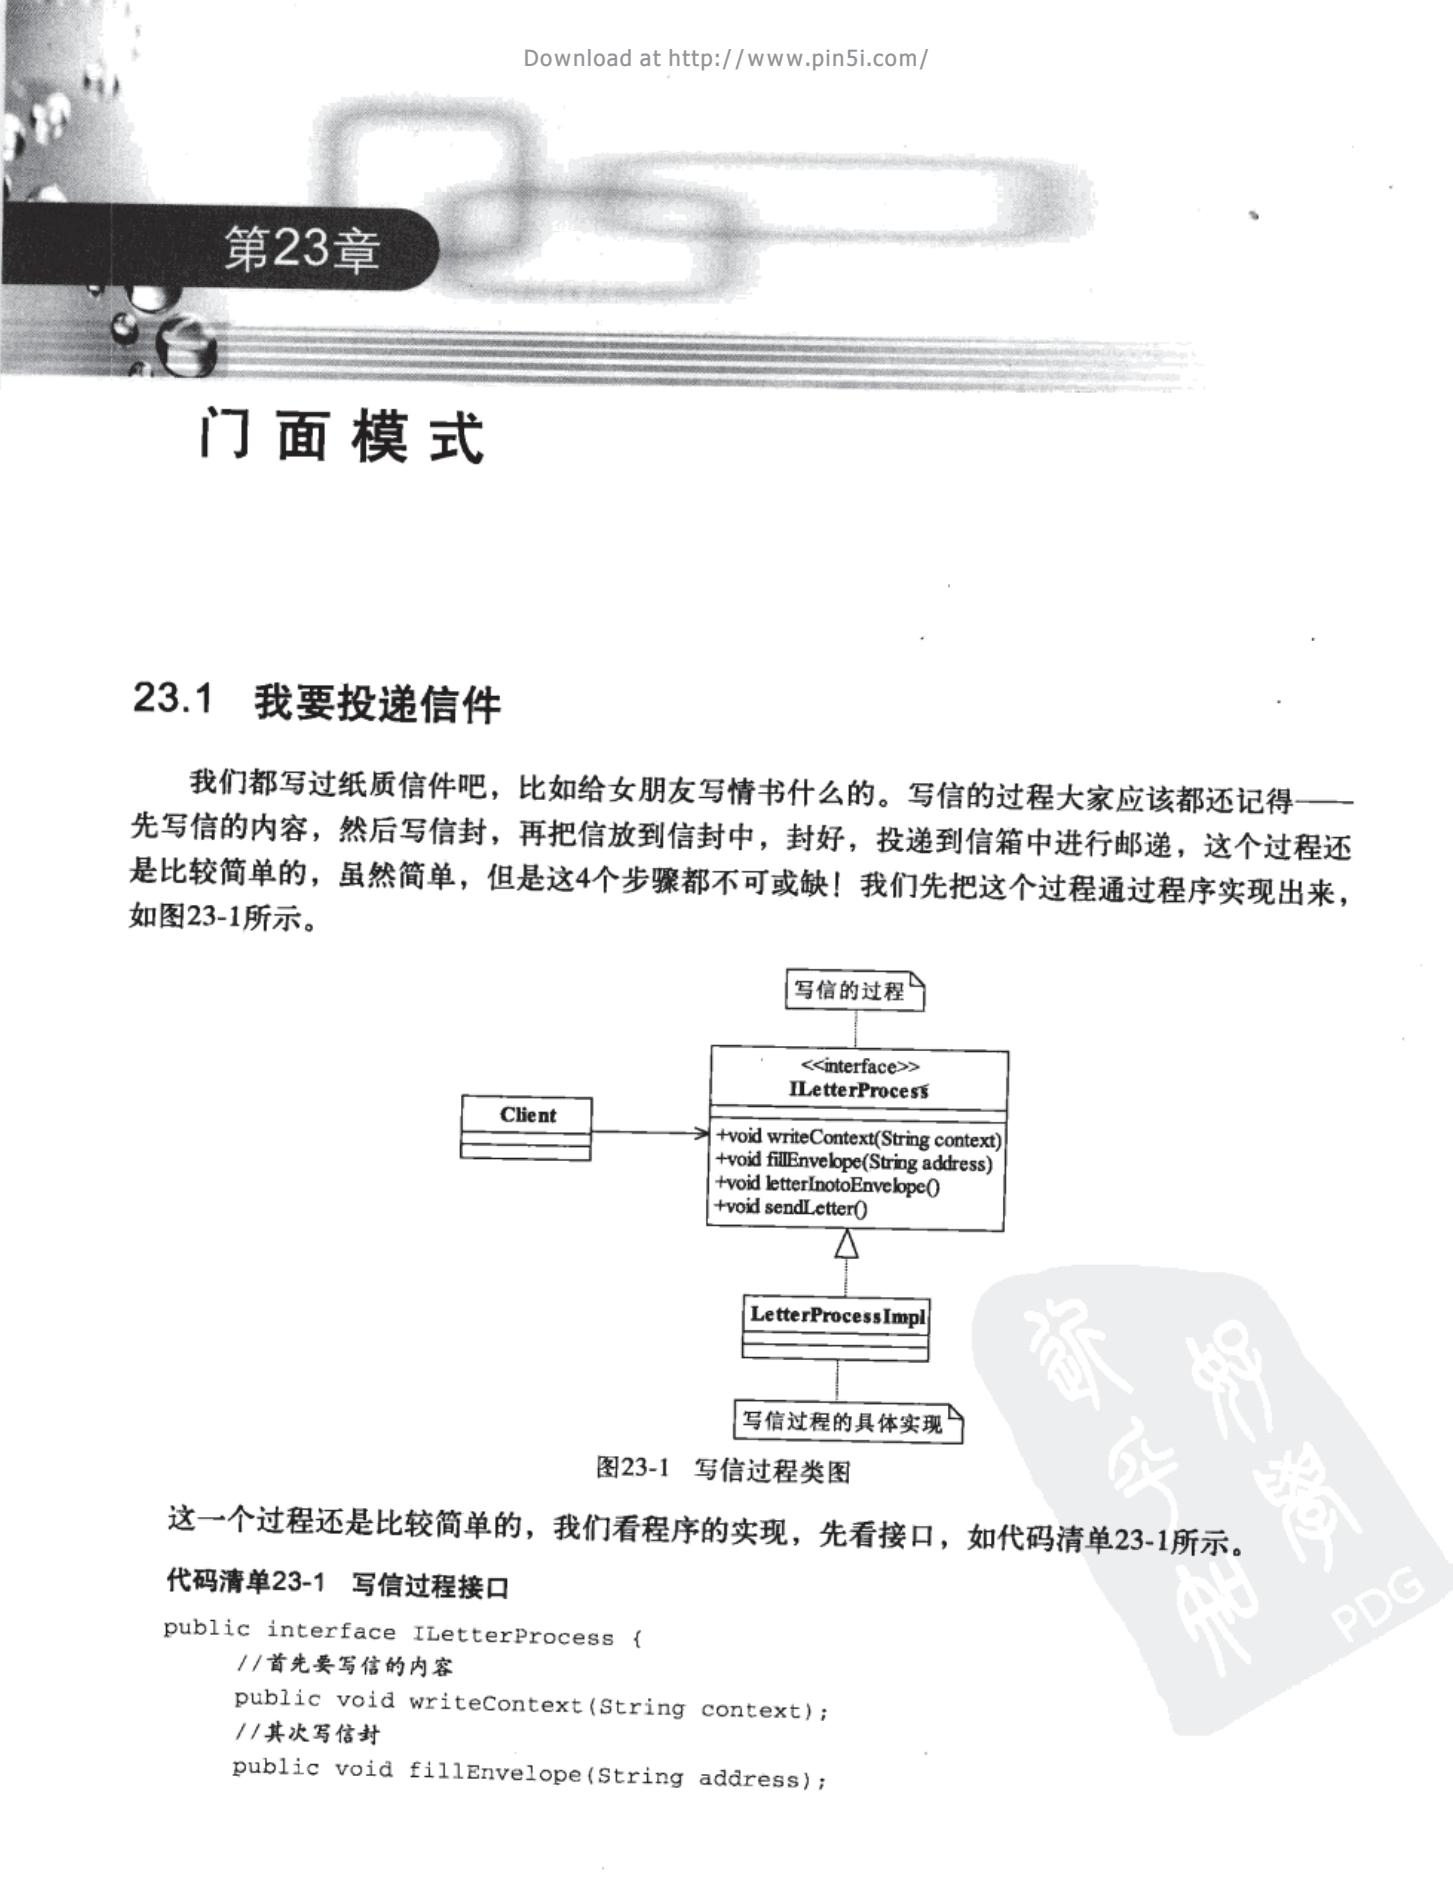 Download at http://www.pin5i.com/
第23章
门面模式
23.1 我要投递信件
我们都写过纸质信件吧，比如给女朋友写情书什么的。写信的过程大家应该都还记得——
先写信的内容，然后写信封，再把信放到信封中，封好，投递到信箱中进行邮递，这个过程还
是比较简单的，虽然简单，但是这4个步骤都不可或缺！我们先把这个过程通过程序实现出来，
如图23-1所示。
写信的过程
<<interface>>
ILetterProcess
Client
+void writeContext(String context)
+void fillEnvelope(String address)
+void letterInotoEnvelope()
+void sendLetter()
LetterProcessImpl
写信过程的具体实现
图23-1 写信过程类图
这一个过程还是比较简单的，我们看程序的实现，先看接口，如代码清单23-1所示。
代码清单23-1 写信过程接口
public interface ILetterProcess {
//首先要写信的内容
public void writeContext(String context);
//其次写信封
public void fillEnvelope(String address);
PDG